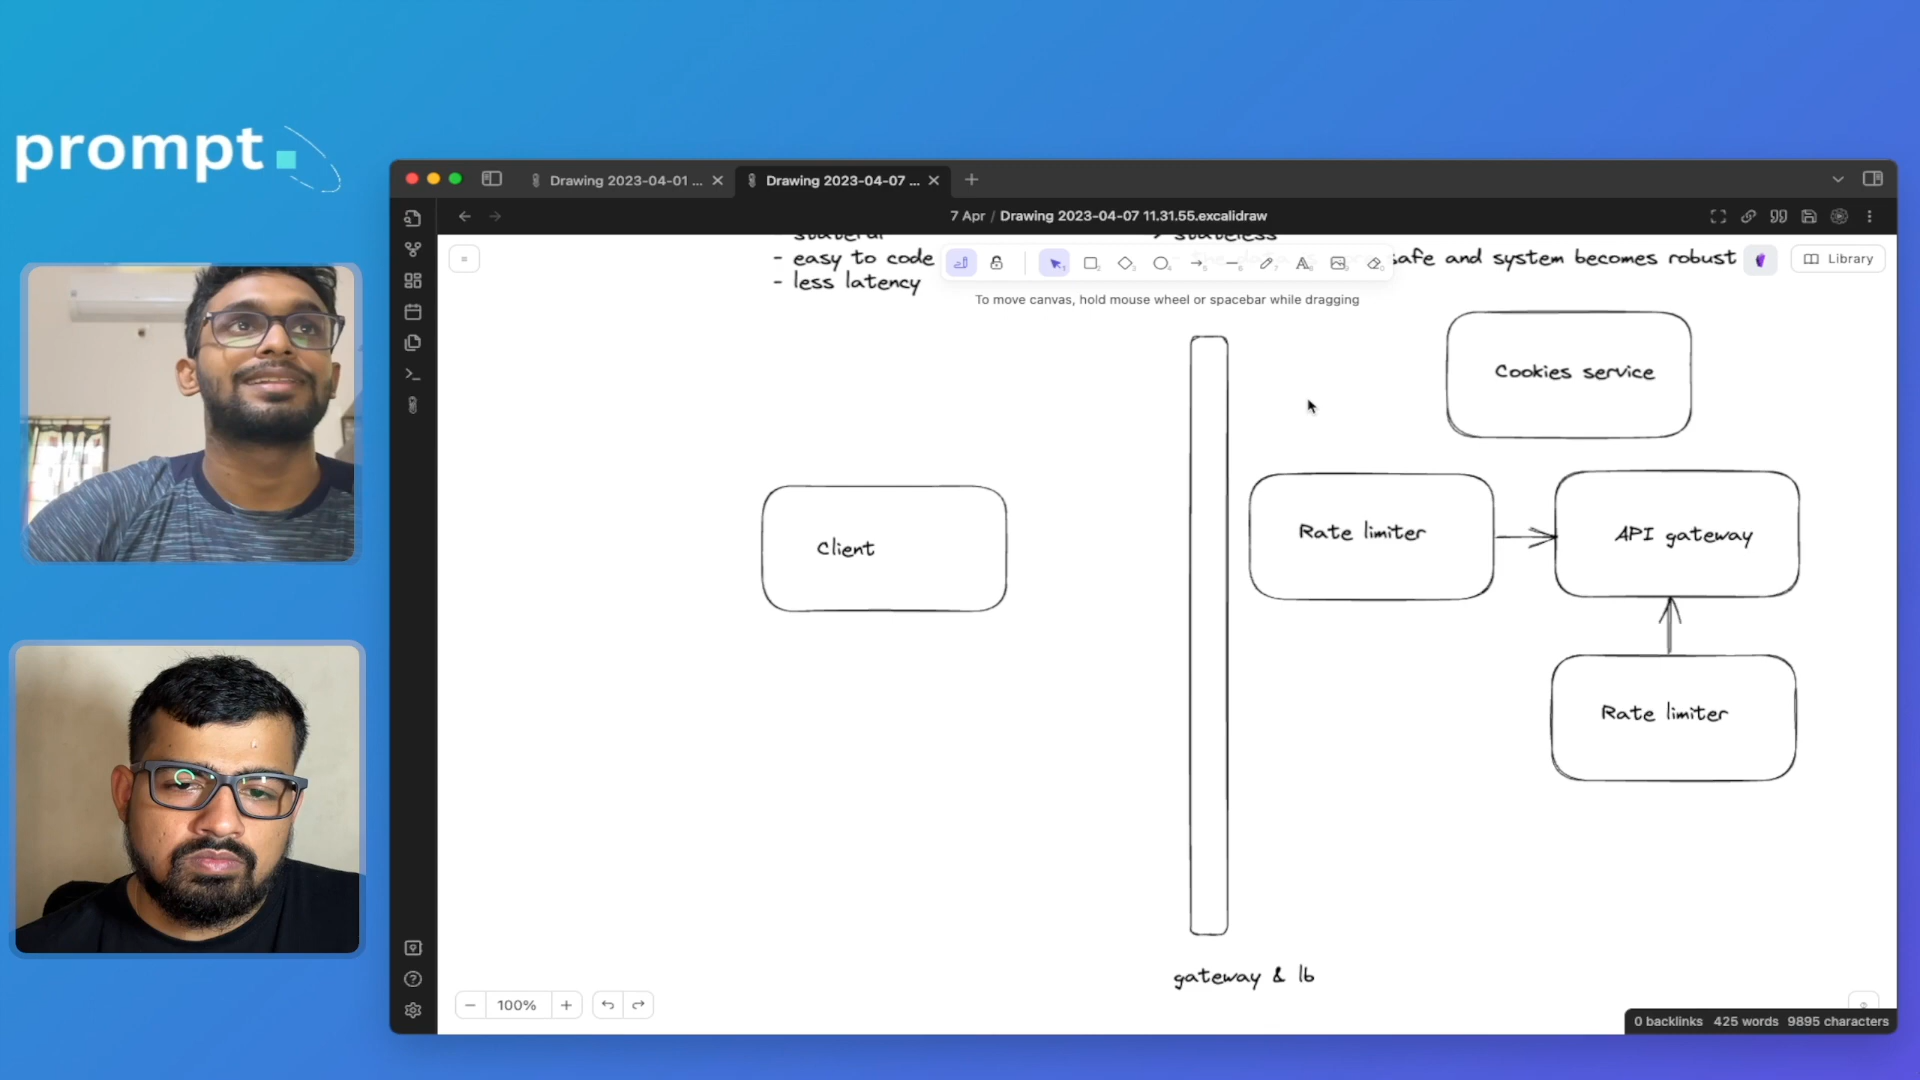 prompt
Drawing 2023-04-01 ...
Drawing 2023-04-07 ...
7 Apr / Drawing 2023-04-07 11.31.55.excalidraw
- stateful
> stateless
- easy to code
safe and system becomes robust
- less latency
Library
To move canvas, hold mouse wheel or spacebar while dragging
Cookies service
Client
Rate limiter
API gateway
Rate limiter
gateway & lb
100%
0 backlinks 425 words 9895 characters